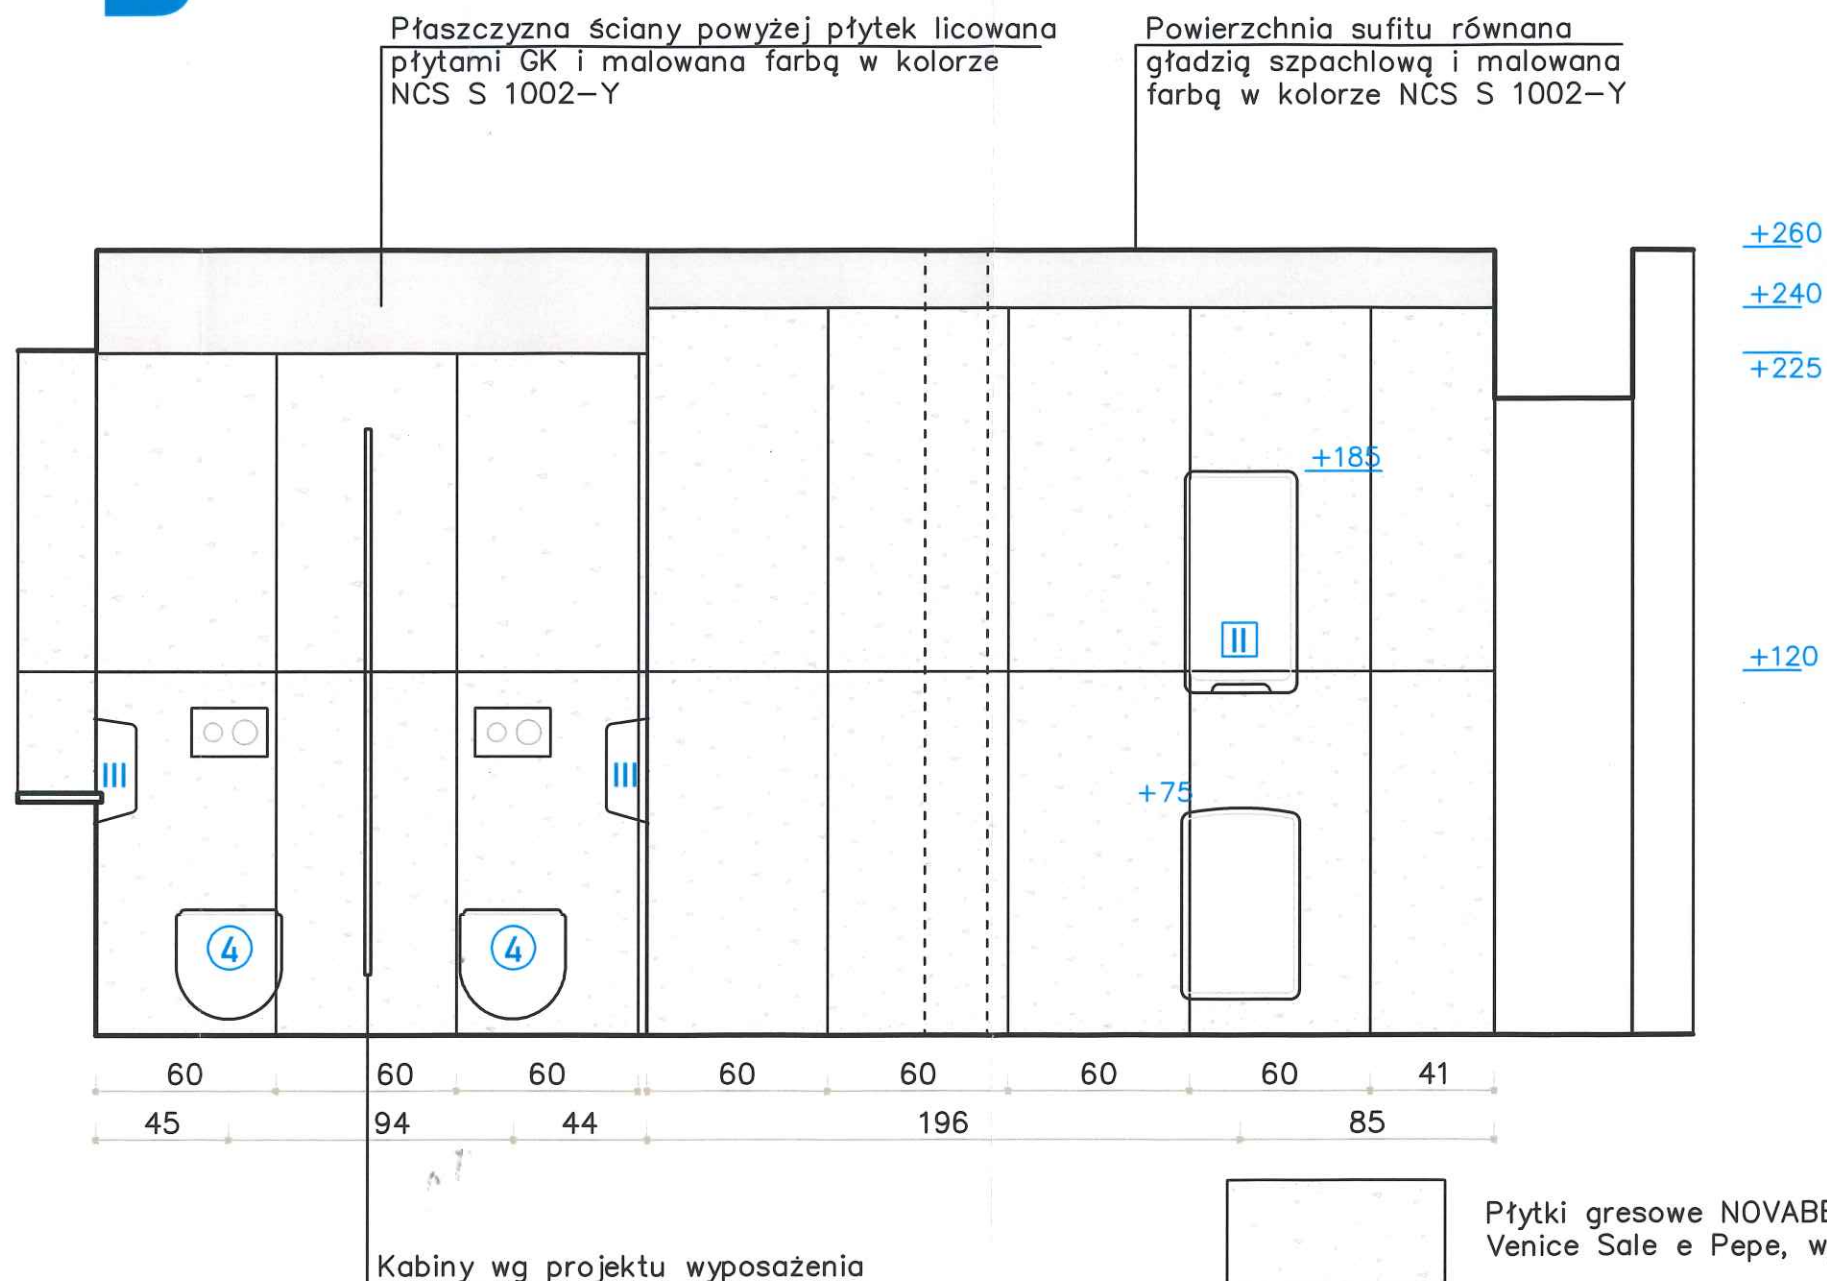 Płaszczyzna ściany powyżej płytek licowana
płytami GK i malowana farbą w kolorze
NCS S 1002-Y
Powierzchnia sufitu równana
gładzią szpachlową i malowana
farbą w kolorze NCS S 1002-Y
+260
+240
+225
+185
II
+120
III
III
+75
4
4
60 60 60 60 60 60 60 41
45 94 44 196 85
Płytki gresowe
Venice Sale e Pepe,
Kabiny wg projektu wyposażenia